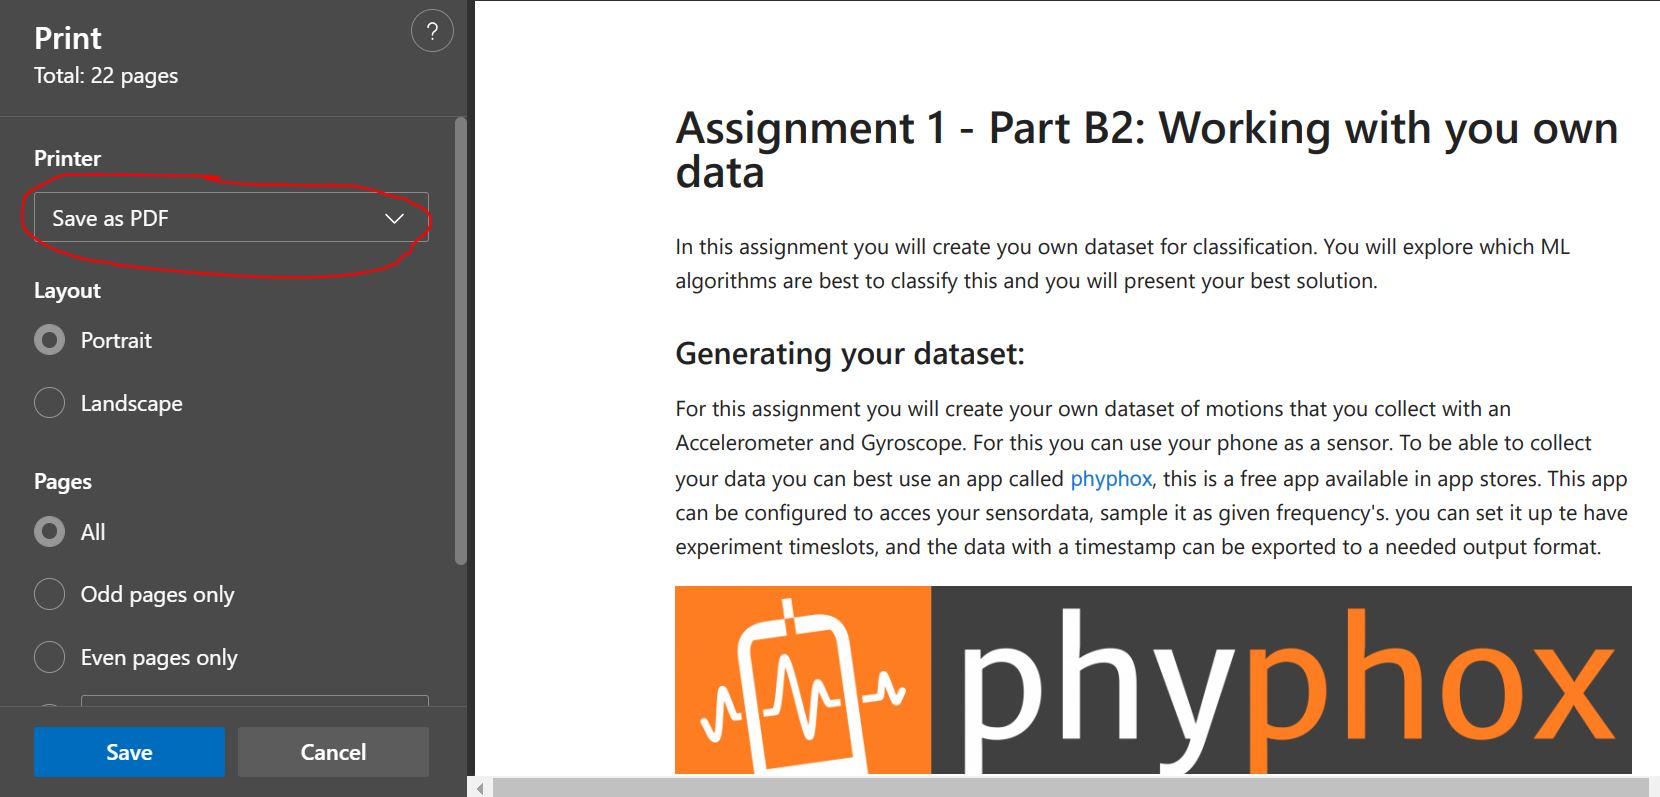 Print
?
Total: 22 pages
Printer
Save as PDF
Layout
Portrait
Landscape
Pages
All
Odd pages only
Even pages only
Save
Cancel
Assignment 1 - Part B2: Working with you own
data
In this assignment you will create you own dataset for classification. You will explore which ML
algorithms are best to classify this and you will present your best solution.
Generating your dataset:
For this assignment you will create your own dataset of motions that you collect with an
Accelerometer and Gyroscope. For this you can use your phone as a sensor. To be able to collect
your data you can best use an app called phyphox, this is a free app available in app stores. This app
can be configured to acces your sensordata, sample it as given frequency's. you can set it up te have
experiment timeslots, and the data with a timestamp can be exported to a needed output format.
phyphox